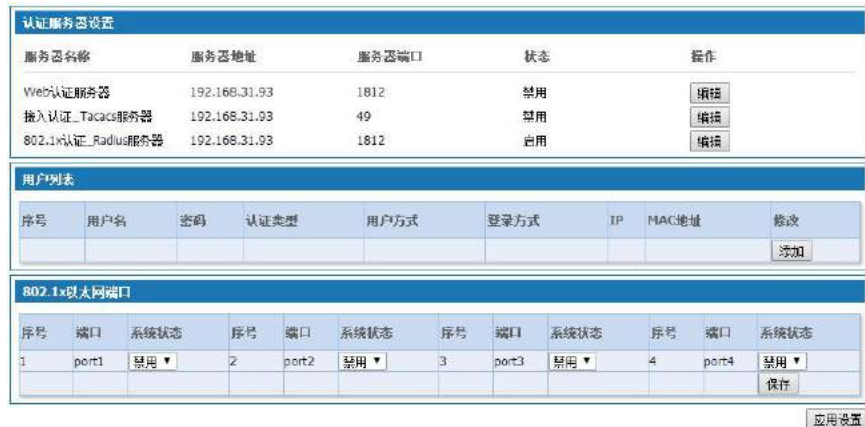 认证服务器设置
服务器名称 服务器地址 服务器端口 状态 操作
Web认证服务器 192.168.31.93 1812 禁用 编辑
接入认证_Tacacs服务器 192.168.31.93 49 禁用 编辑
802.1x认证_Radius服务器 192.168.31.93 1812 启用 编辑
用户列表
序号 用户名 密码 认证类型 用户方式 登录方式 IP MAC地址 修改
添加
802.1x以太网端口
序号 端口 系统状态 序号 端口 系统状态 序号 端口 系统状态 序号 端口 系统状态
1 port1 禁用 2 port2 禁用 3 port3 禁用 4 port4 禁用
保存
应用设置